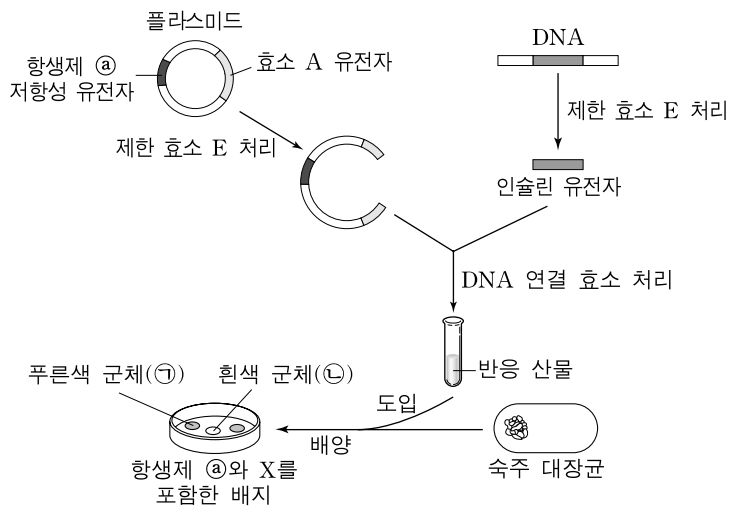 플라스미드
항생제 ⓐ
저항성 유전자
효소 A 유전자
제한 효소 E 처리
DNA
제한 효소 E 처리
인슐린 유전자
DNA 연결 효소 처리
반응 산물
푸른색 군체(㉠)
흰색 군체(㉡)
도입
배양
숙주 대장균
항생제 ⓐ와 X를
포함한 배지